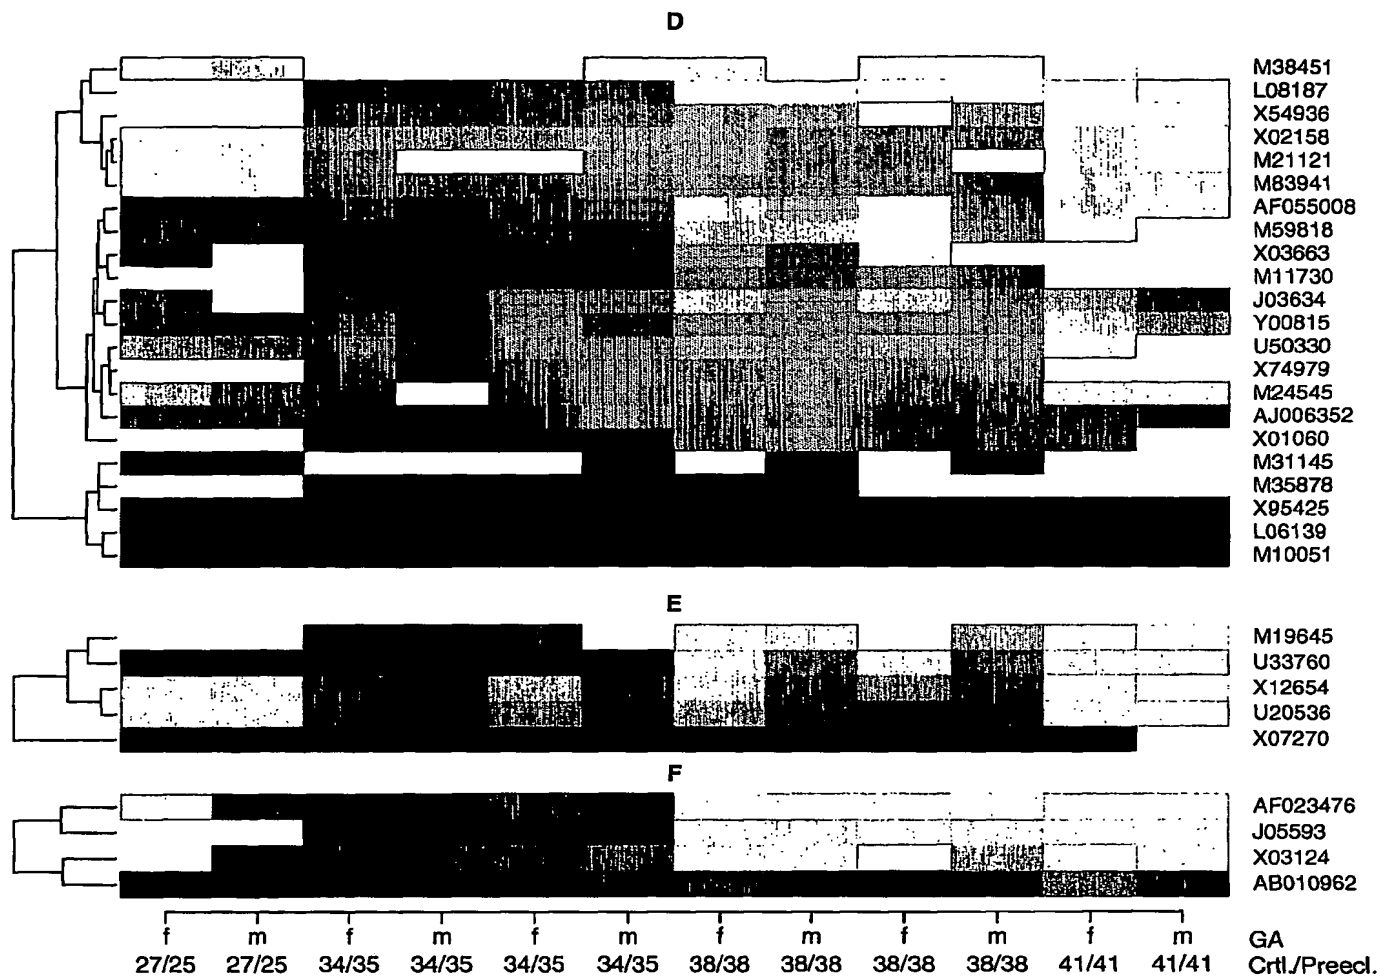 D
M38451
L08187
X54936
X02158
M21121
M83941
AF055008
M59818
X03663
M11730
J03634
Y00815
U50330
X74979
M24545
AJ006352
X01060
M31145
M35878
X95425
L06139
M10051
E
M19645
U33760
X12654
U20536
X07270
F
AF023476
J05593
X03124
AB010962
f m f m f m f m f m f m GA
27/25 27/25 34/35 34/35 34/35 34/35 38/38 38/38 38/38 38/38 41/41 41/41 Crtl./Preecl.